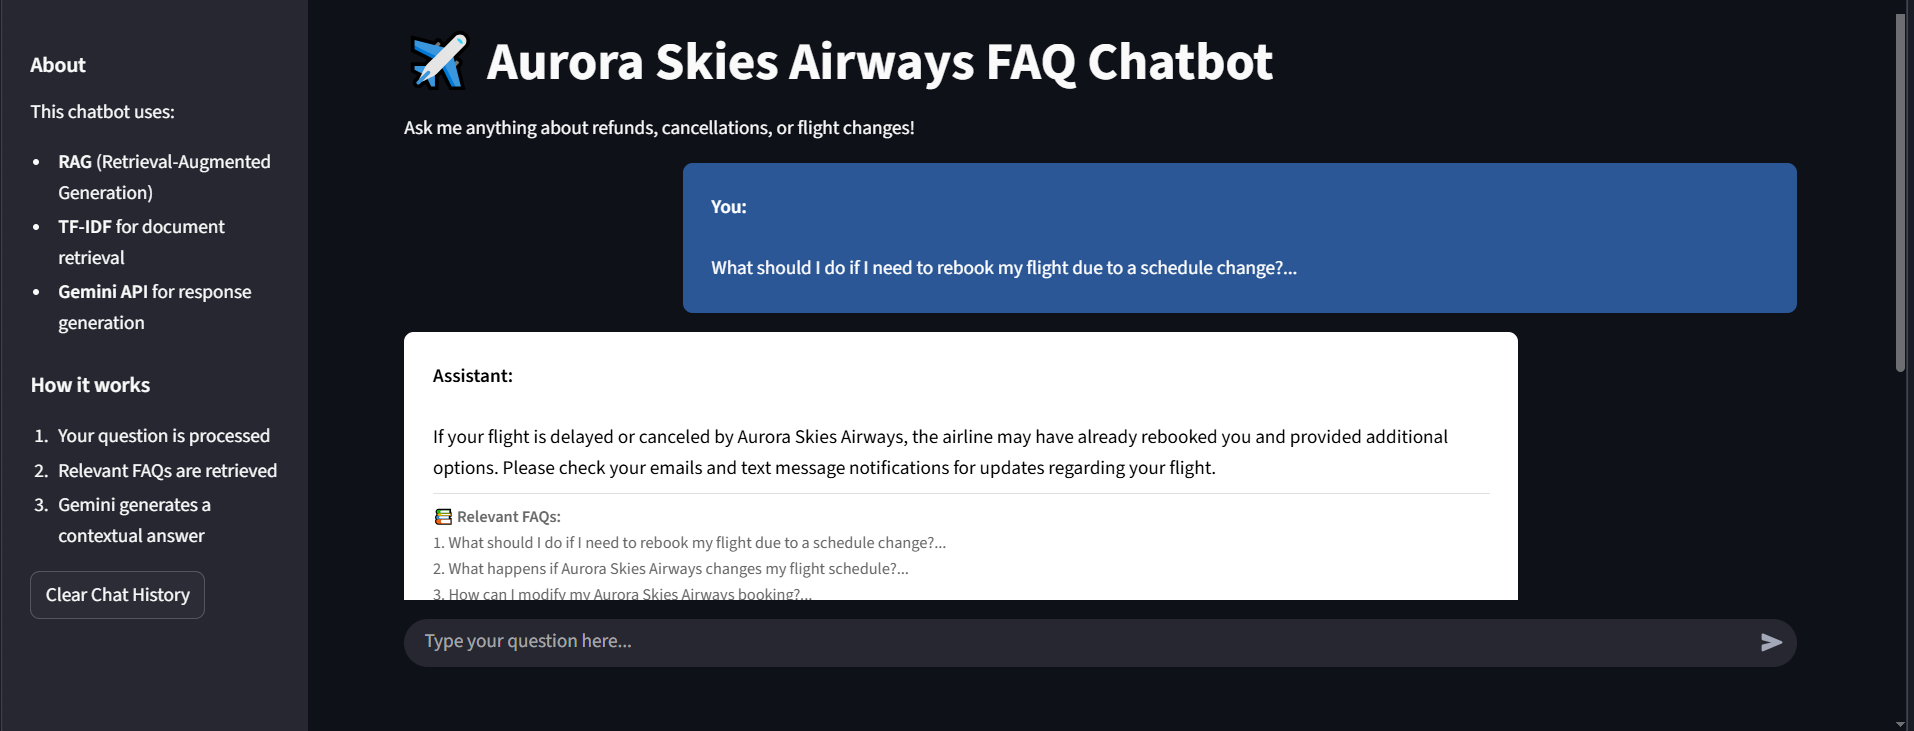 About
This chatbot uses:
• RAG (Retrieval-Augmented
Generation)
• TF-IDF for document
retrieval
• Gemini API for response
generation
How it works
1. Your question is processed
2. Relevant FAQs are retrieved
3. Gemini generates a
contextual answer
Clear Chat History
Aurora Skies Airways FAQ Chatbot
Ask me anything about refunds, cancellations, or flight changes!
You:
What should I do if I need to rebook my flight due to a schedule change?...
Assistant:
If your flight is delayed or canceled by Aurora Skies Airways, the airline may have already rebooked you and provided additional
options. Please check your emails and text message notifications for updates regarding your flight.
Relevant FAQs:
1. What should I do if I need to rebook my flight due to a schedule change?...
2. What happens if Aurora Skies Airways changes my flight schedule?...
3. How can I modify my Aurora Skies Airways booking?...
Type your question here...